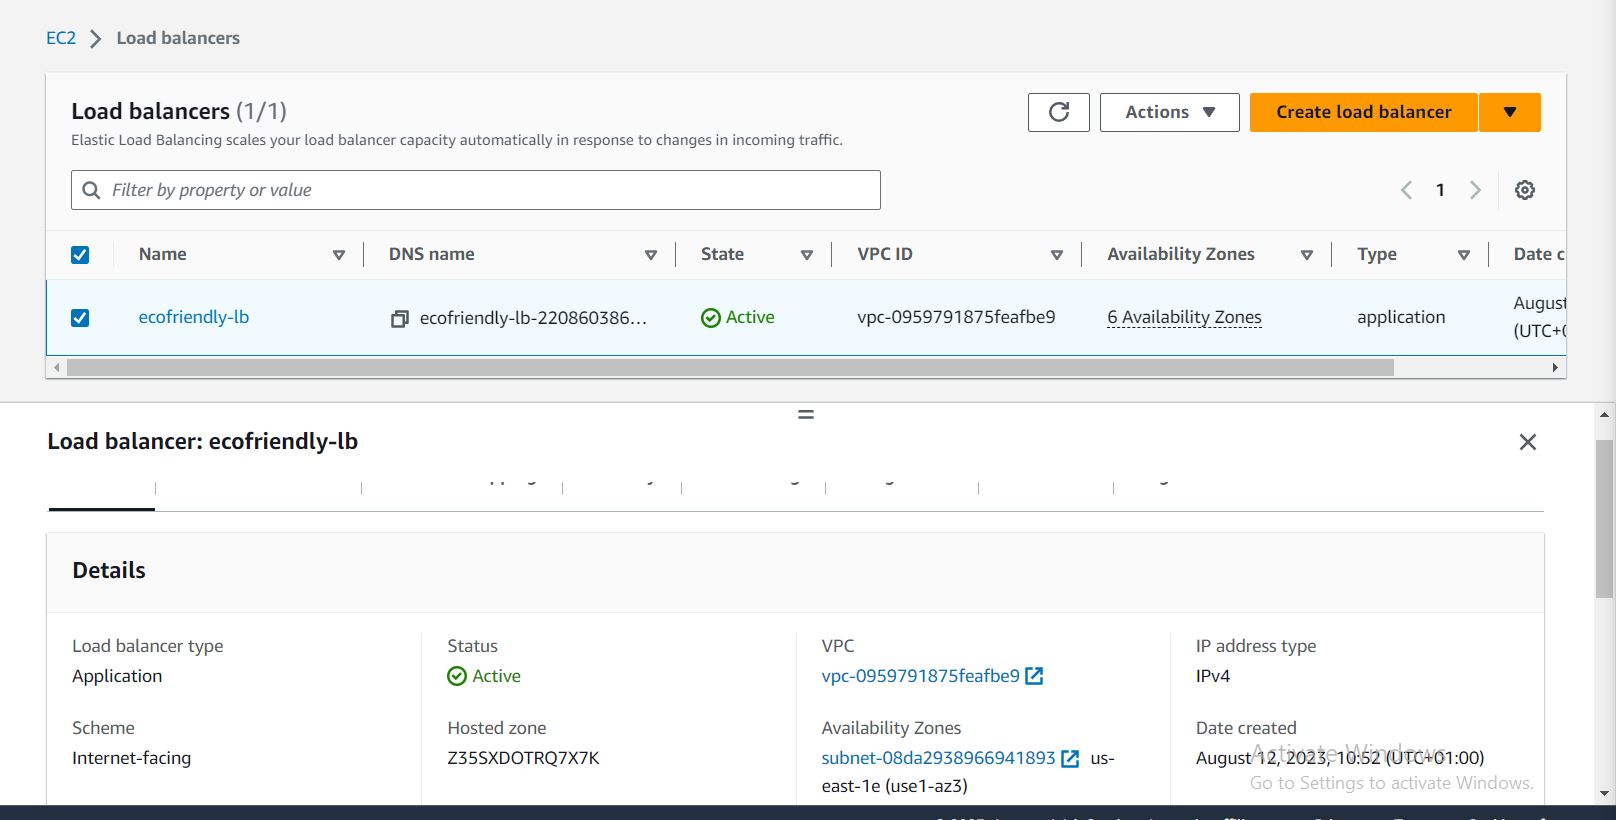 EC2 > Load balancers
Load balancers (1/1)
Elastic Load Balancing scales your load balancer capacity automatically in response to changes in incoming traffic.
Actions
Create load balancer
Filter by property or value
1
Name DNS name State VPC ID Availability Zones Type Date c
ecofriendly-lb ecofriendly-lb-220860386... Active vpc-0959791875feafbe9 6 Availability Zones application August
(UTC+0
Load balancer: ecofriendly-lb
Details
Load balancer type Status VPC IP address type
Application Active vpc-0959791875feafbe9 IPv4
Scheme Hosted zone Availability Zones Date created
Internet-facing Z35SXDOTRQ7X7K subnet-08da2938966941893 us-
east-1e (use1-az3)
August 12, 2023, 10:52 (UTC+01:00)
Activate Windows
Go to Settings to activate Windows.